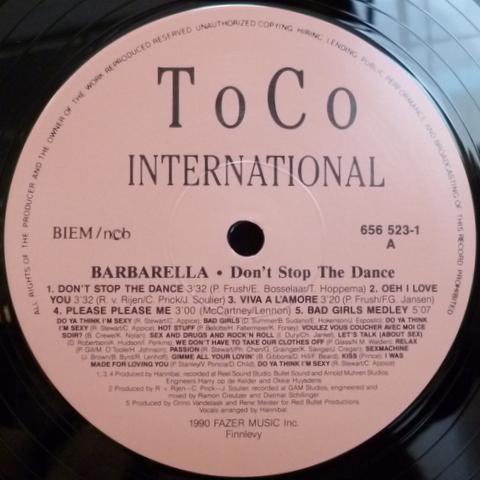 ALL RIGHTS OF THE PRODUCER AND THE OWNER OF THE WORK REPRODUCED RESERVED UNAUTHORIZED COPYING HIRING LENDING PUBLIC PERFORMANCE AND BROADCASTING OF THIS RECORD PROHIBITED
ToCo
INTERNATIONAL
BIEM/ncb
656 523-1
A
BARBARELLA • Don't Stop The Dance
1. DON'T STOP THE DANCE 3'32 (P. Frush/E. Bosselaar/T. Hoppema) 2. OEH I LOVE
YOU 3'32 (R. v. Rijen/C. Prick/J. Soulier) 3. VIVA A L'AMORE 3'20 (P. Frush/F.G. Jansen)
4. PLEASE PLEASE ME 3'00 (McCartney/Lennon) 5. BAD GIRLS MEDLEY 5'07
DO YA THINK I'M SEXY (R. Stewart/C. Appice) BAD GIRLS (D. Summer/B. Sudano/J. Hokenson/J. Esposito) DO YA THINK
I'M SEXY (R. Stewart/C. Appice) HOT STUFF (P. Bellotte/H. Faltermeier/K. Forsey) VOULEZ VOUS COUCHER AVEC MOI CE
SOIR? (B. Crewe/K. Nolan) SEX AND DRUGS AND ROCK'N ROLL (I. Dury/Ch. Jankel) LET'S TALK (ABOUT SEX)
(D. Robertson/A. Hudson/F. Perkins) WE DON'T HAVE TO TAKE OUR CLOTHES OFF (P Glass/N. M. Walden) RELAX
(P. Gill/M. O'Toole/H. Johnson) PASSION (R. Stewart/Ph. Chen/G. Grainger/K. Savigar/J. Cregan) SEXMACHINE
(J. Brown/B. Byrd/R. Lenhoff) GIMME ALL YOUR LOVIN' (B. Gibbons/D. Hill/F. Beard) KISS (Prince) I WAS
MADE FOR LOVING YOU (P. Stanley/V. Poncia/D. Child) DO YA THINK I'M SEXY (R. Stewart/C. Appice)
1, 3, 4 Produced by Hannibal, recorded at Reel Sound Studio, Bullet Sound and Arnold Muhren Studios.
Engineers Harry op de Kelder and Okkie Huysdens
2 Produced by R. v. Rijen–C. Prick–J. Soulier, recorded at GAM Studios, engineered and
mixed by Ramon Creutzer and Dietmar Schillinger
5 Produced by Orrino Vandelaak and Rene Meister for Red Bullet Productions.
Vocals arranged by Hannibal.
1990 FAZER MUSIC Inc.
Finnlevy